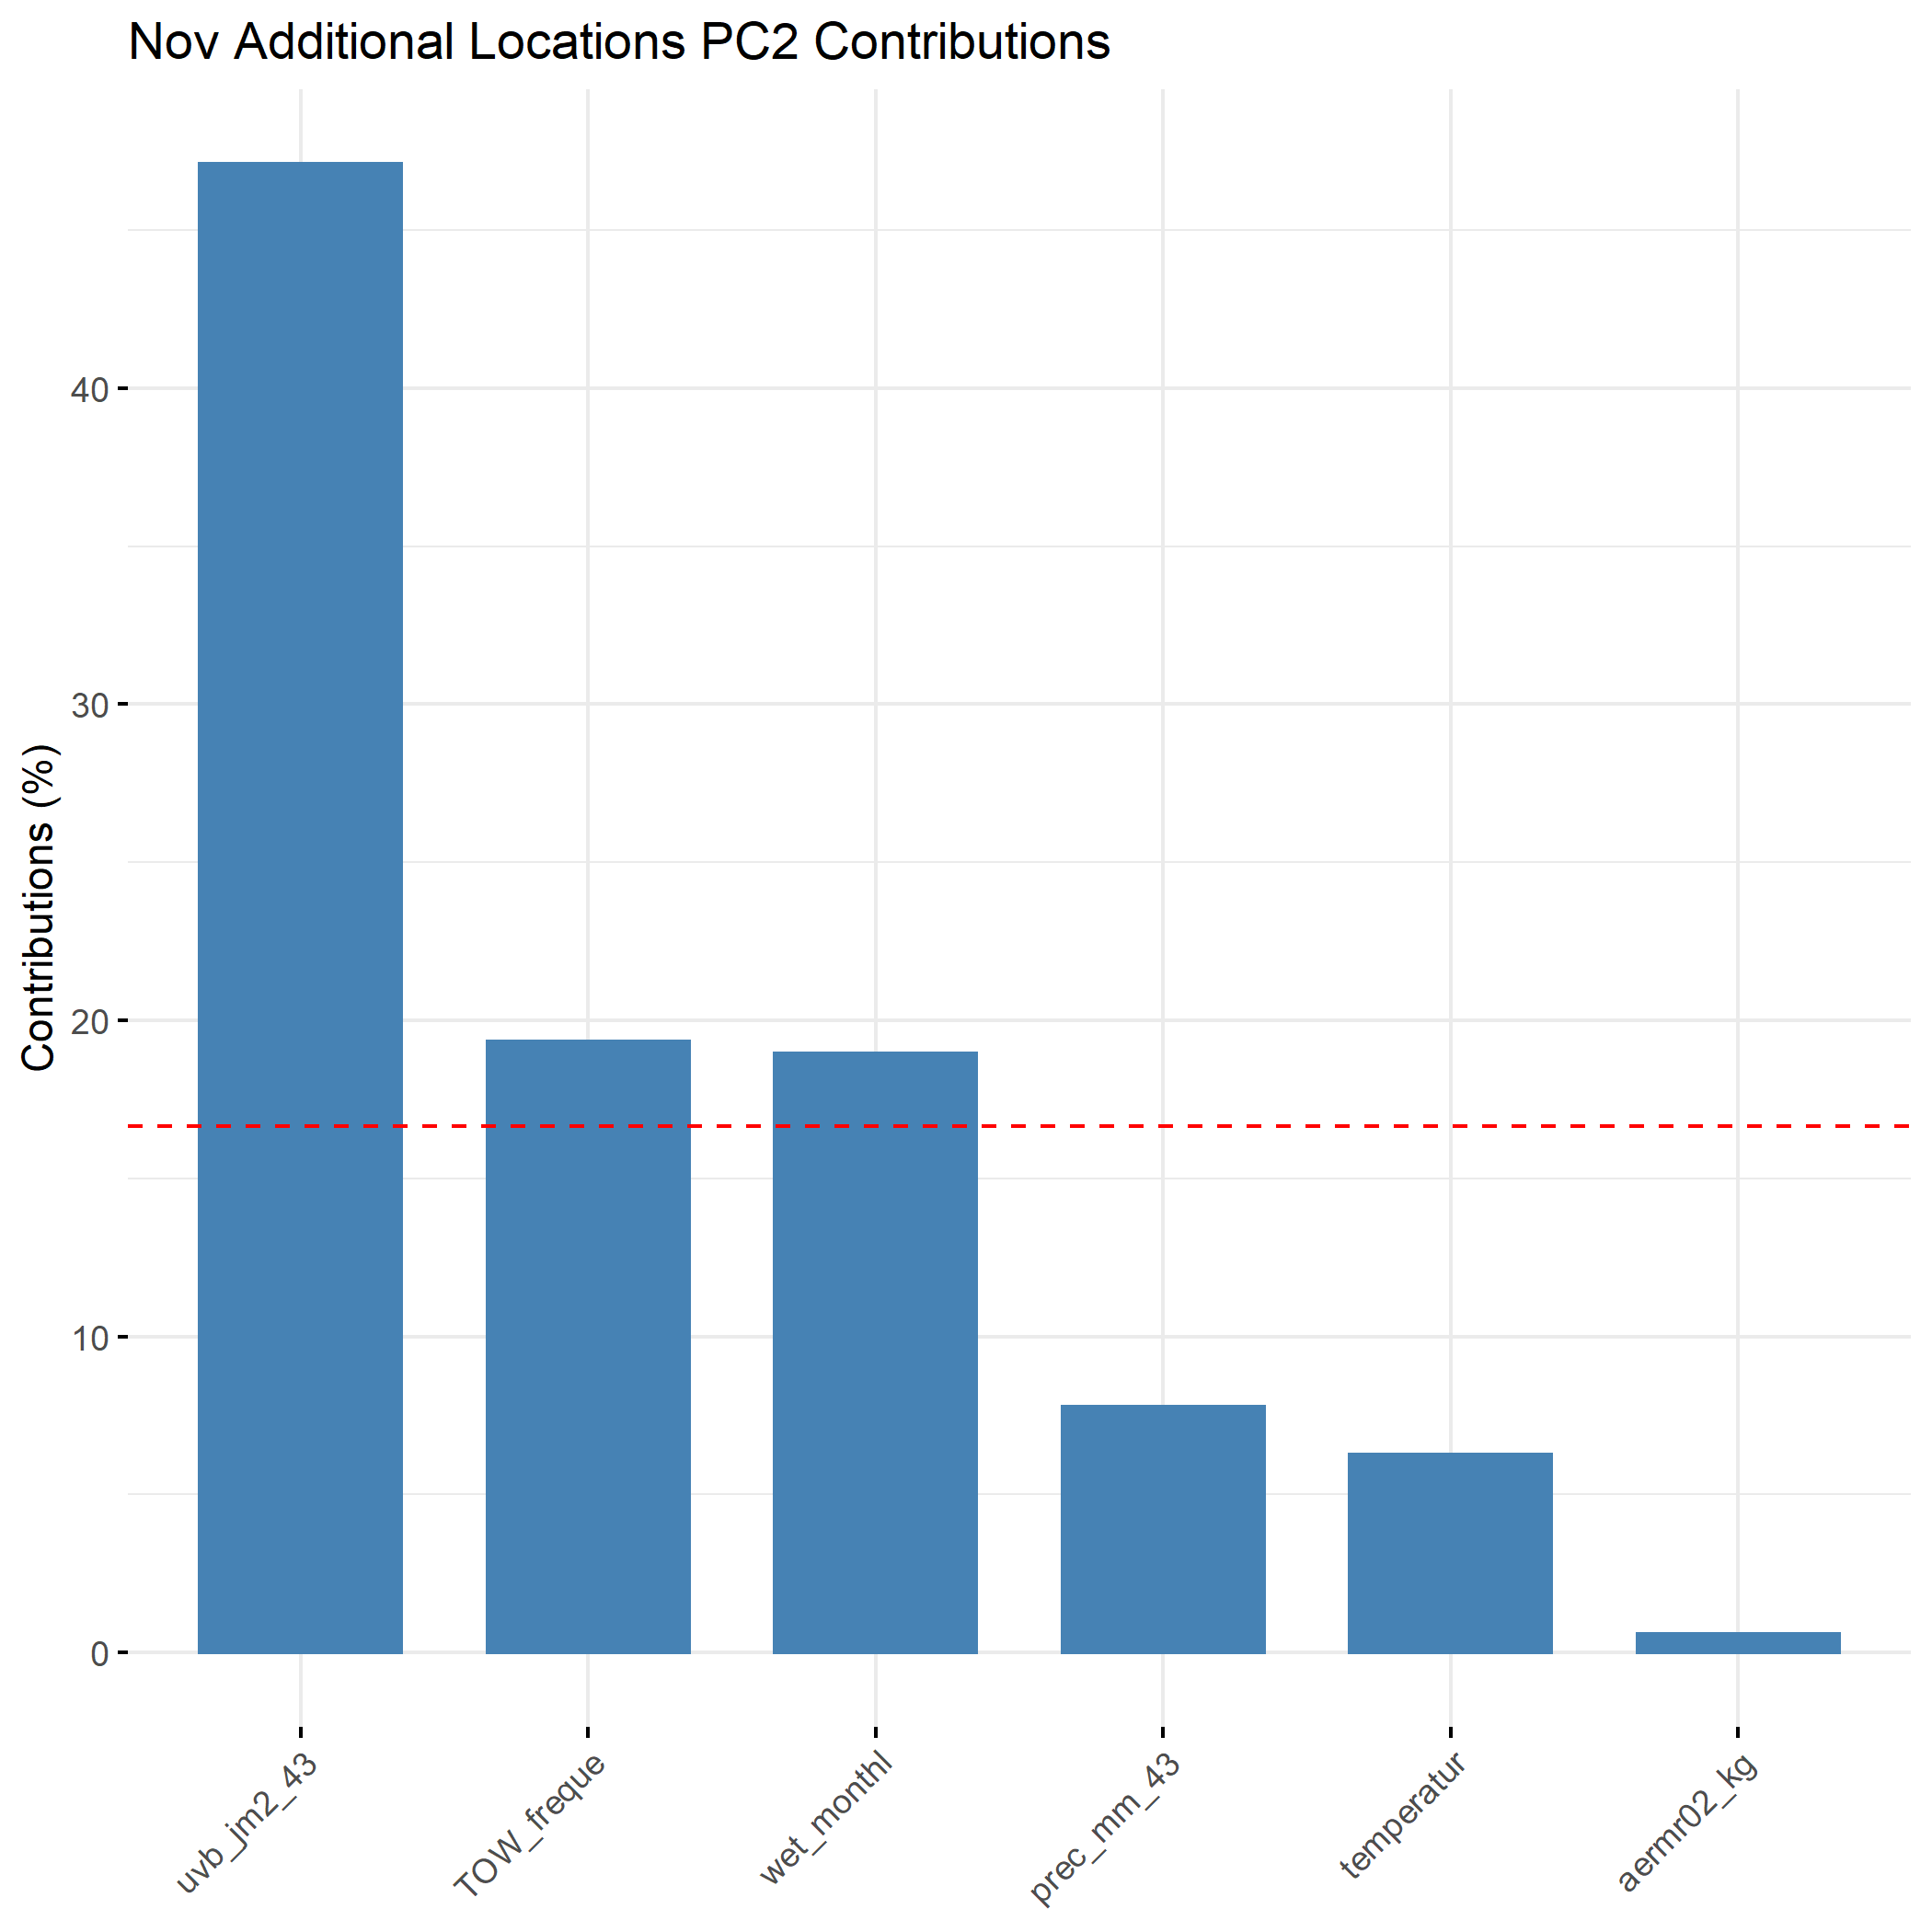 Nov Additional Locations PC2 Contributions
Contributions (%)
40
30
20
10
0
uvb_jm2_43
TOW_freque
wet_monthl
prec_mm_43
temperatur
aermr02_kg